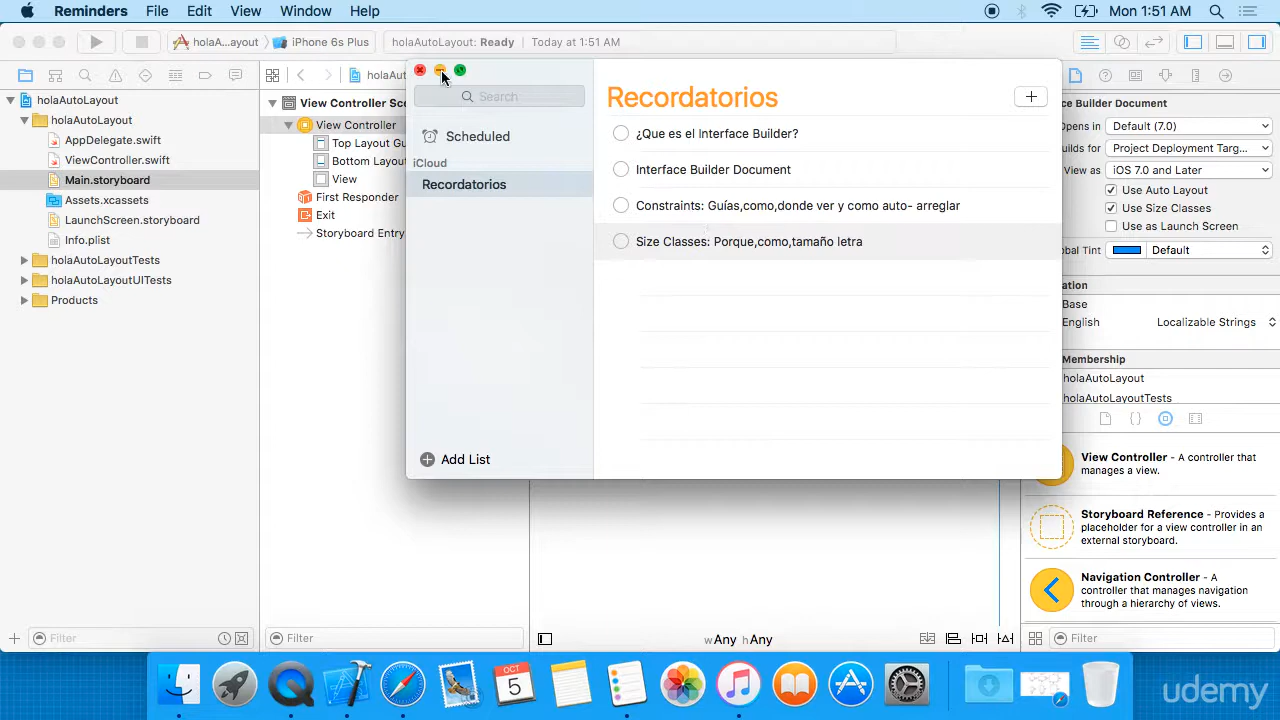 Reminders File Edit View Window Help Mon 1:51 AM
holaA...ayout iPhone 6s Plus holaAutoLayout: Ready Today at 1:51 AM
holaAu
holaAutoLayout
holaAutoLayout
AppDelegate.swift
ViewController.swift
Main.storyboard
Assets.xcassets
LaunchScreen.storyboard
Info.plist
holaAutoLayoutTests
holaAutoLayoutUITests
Products
Filter
View Controller Sce
View Controller
Top Layout Gu
Bottom Layou
View
First Responder
Exit
Storyboard Entry
Filter
Search
Scheduled
iCloud
Recordatorios
Add List
Recordatorios
¿Que es el Interface Builder?
Interface Builder Document
Constraints: Guías,como,donde ver y como auto- arreglar
Size Classes: Porque,como,tamaño letra
wAny hAny
ce Builder Document
Opens in Default (7.0)
uilds for Project Deployment Targ...
iew as iOS 7.0 and Later
Use Auto Layout
Use Size Classes
Use as Launch Screen
obal Tint Default
ation
Base
English Localizable Strings
Membership
holaAutoLayout
holaAutoLayoutTests
View Controller - A controller that
manages a view.
Storyboard Reference - Provides a
placeholder for a view controller in an
external storyboard.
Navigation Controller - A
controller that manages navigation
through a hierarchy of views.
Filter
OCT
5
udemy